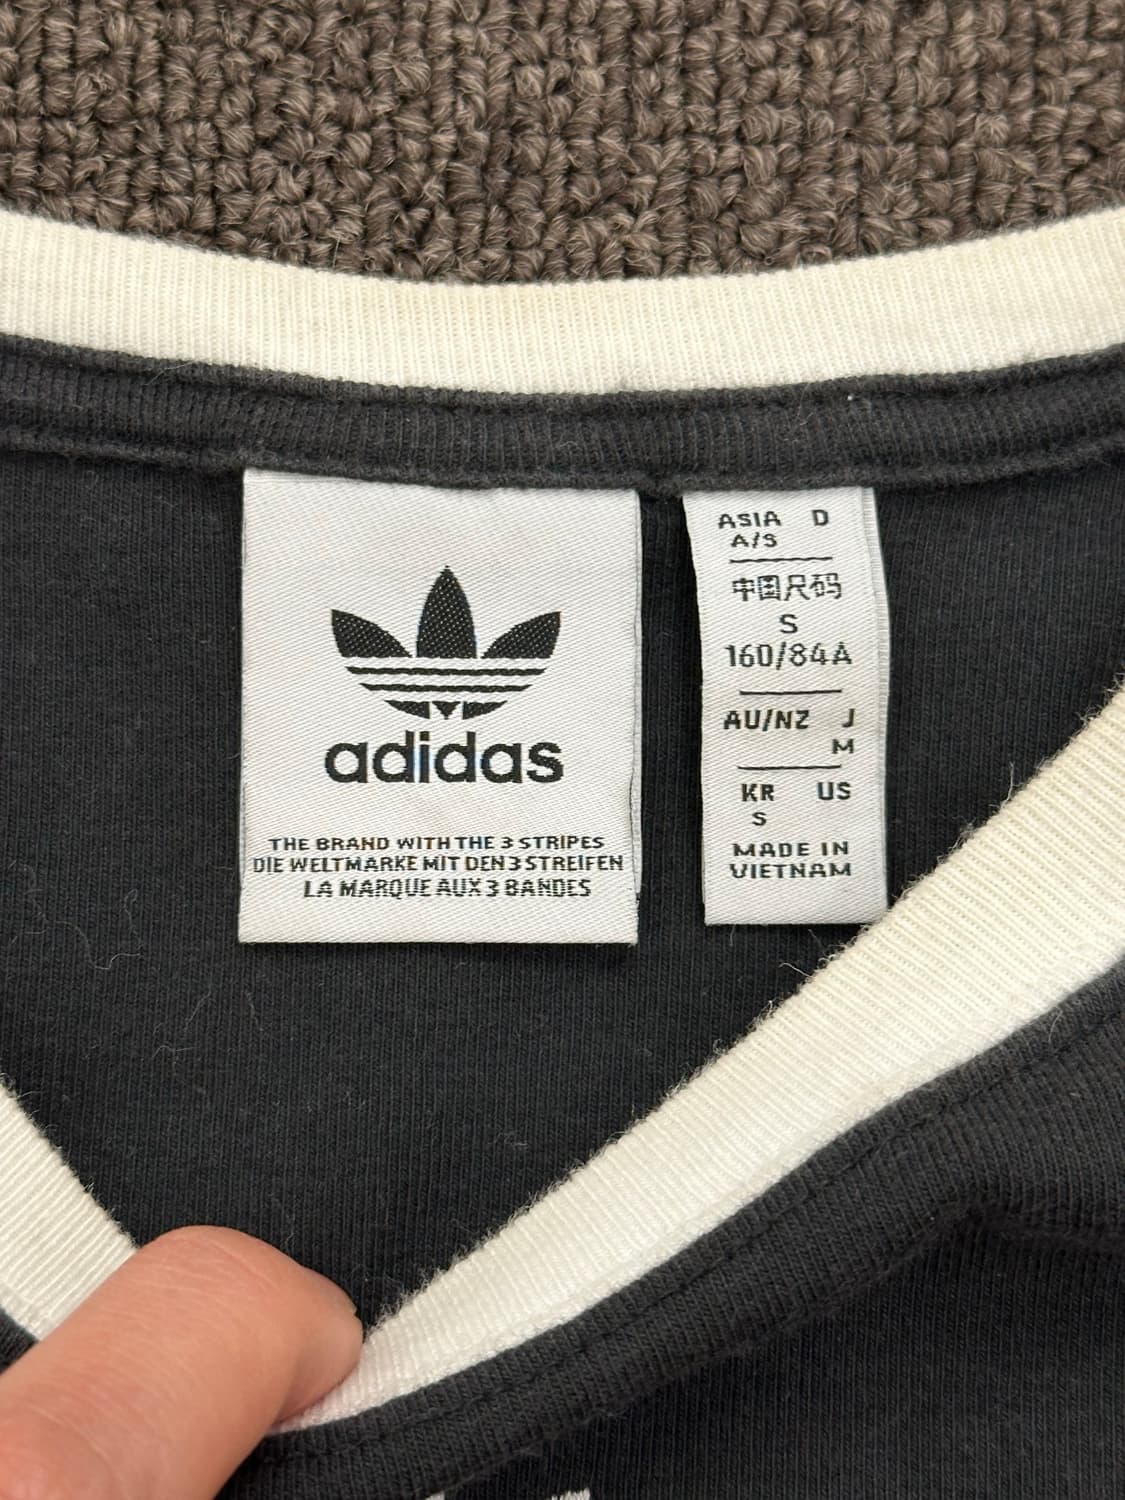 adidas
THE BRAND WITH THE 3 STRIPES
DIE WELTMARKE MIT DEN 3 STREIFEN
LA MARQUE AUX 3 BANDES
ASIA D
A/S
中国尺码
S
160/84A
AU/NZ J
M
KR US
S
MADE IN
VIETNAM